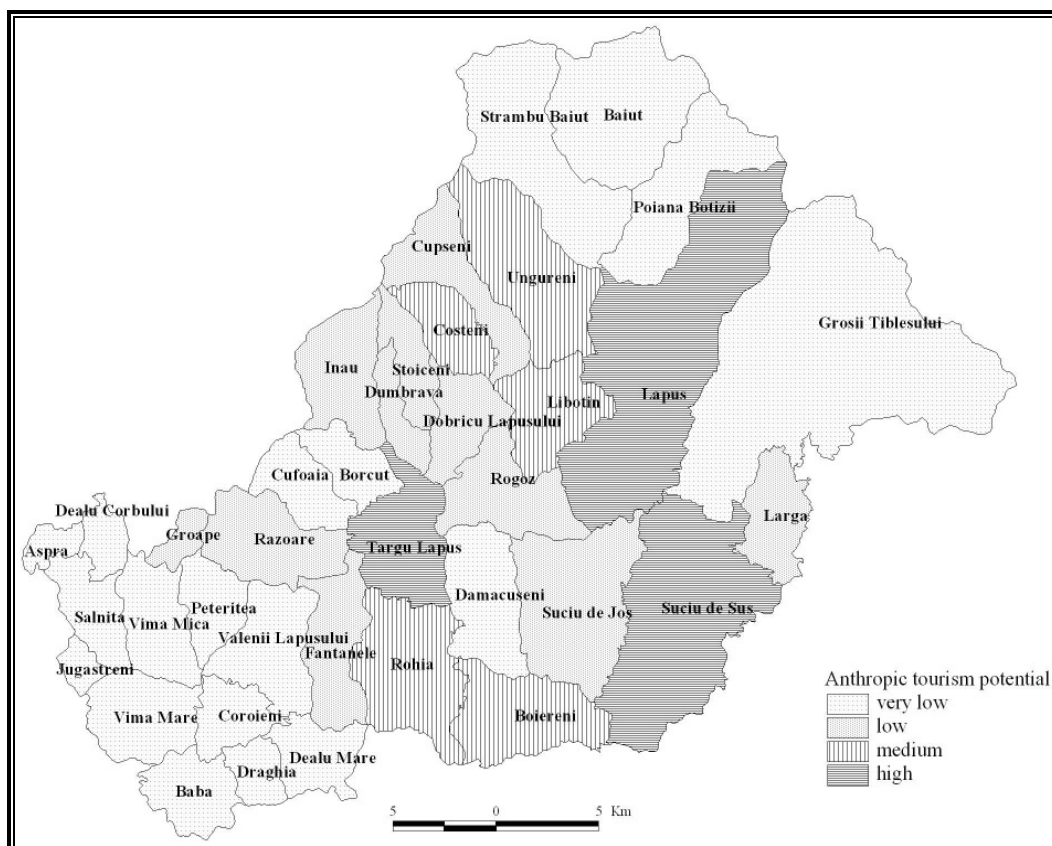 Strambu Baiut
Baiut
Poiana Botizii
Cupseni
Ungureni
Grosii Tiblesului
Costeni
Inau
Stoiceni
Dumbrava
Libotin
Lapus
Dobricu Lapusului
Cufoaia
Borcut
Rogoz
Dealu Corbului
Larga
Groape
Razoare
Aspra
Targu Lapus
Damacuseni
Peteritea
Suciu de Jos
Suciu de Sus
Salnita
Vima Mica
Valenii Lapusului
Fantanele
Rohia
Jugastreni
Vima Mare
Coroieni
Boiereni
Dealu Mare
Draghia
Baba
Anthropic tourism potential
very low
low
medium
high
5 0 5 Km